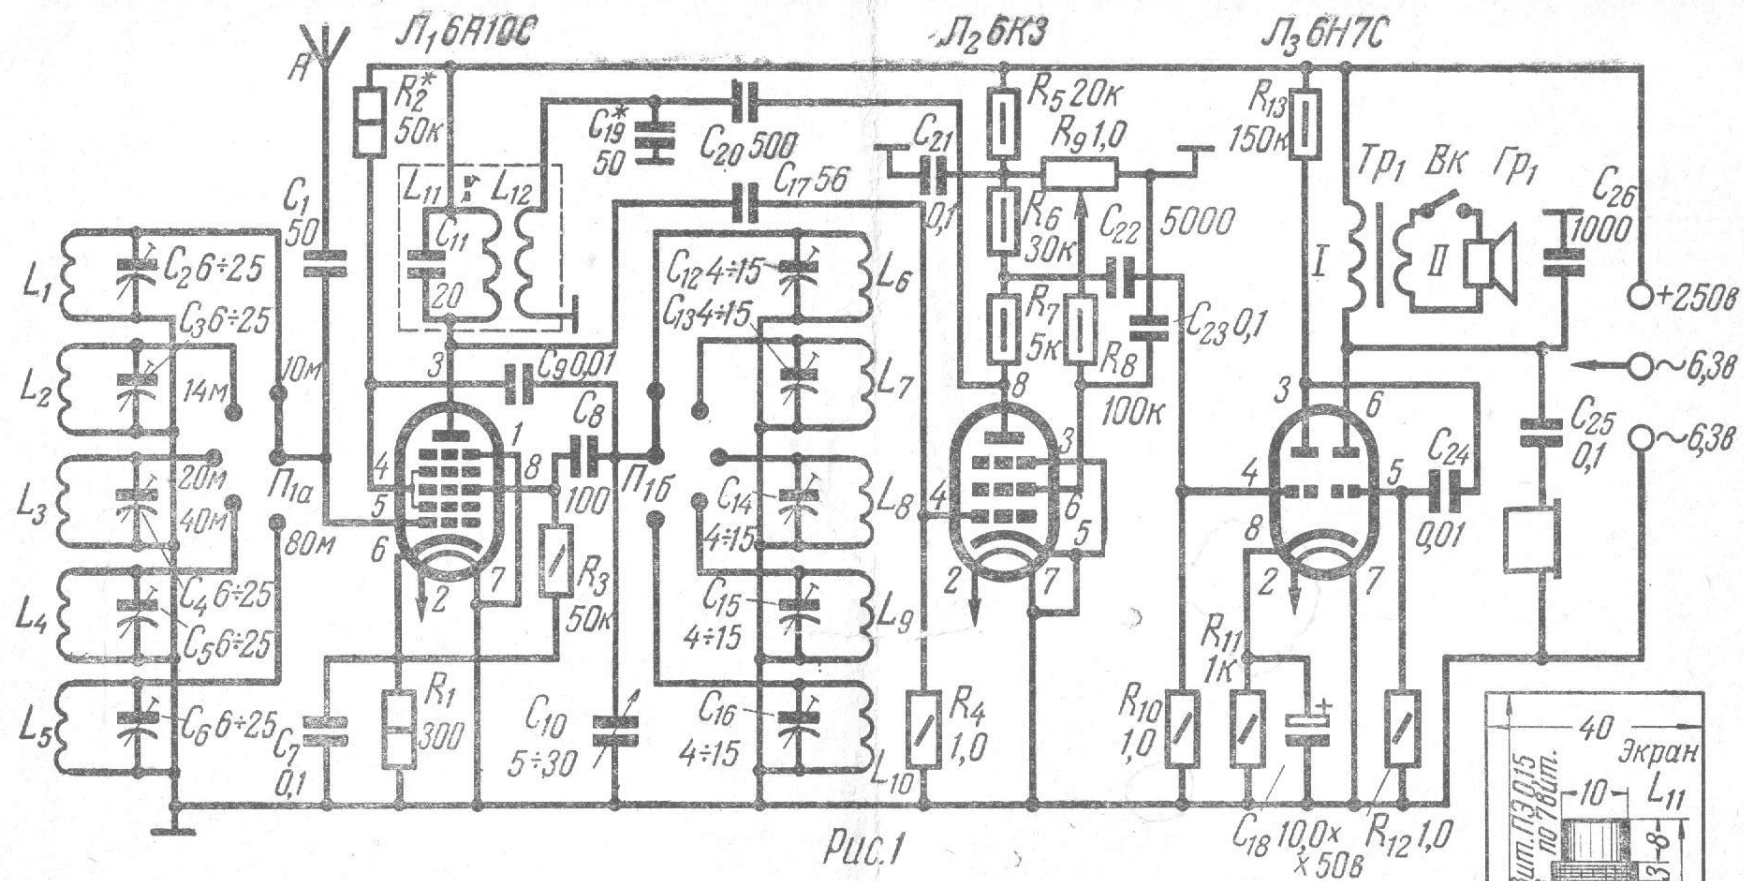 Л₁ 6А10С
Л₂ 6К3
Л₃ 6Н7С
А
R₂*
50к
C₁
50
L₁₁
L₁₂
C₁₁
20
C₁₉*
50
C₂₀ 500
C₁₇ 56
C₂₁
0,1
R₅ 20к
R₉ 1,0
R₆
30к
C₂₂
5000
R₇
5к
R₈
100к
C₂₃ 0,1
R₁₃
150к
Тр₁
Вк
Гр₁
I
II
C₂₆
1000
+250в
~6,3в
~6,3в
L₁
C₂ 6÷25
C₃ 6÷25
L₂
14м
10м
L₃
20м
40м
П₁а
80м
L₄
C₄ 6÷25
C₅ 6÷25
L₅
C₆ 6÷25
C₇
0,1
R₁
300
3
C₉ 0,01
C₈
100
1
8
4
5
6
2
7
R₃
50к
C₁₀
5÷30
П₁б
C₁₂ 4÷15
C₁₃ 4÷15
C₁₄
4÷15
C₁₅
4÷15
C₁₆
4÷15
L₆
L₇
L₈
L₉
L₁₀
8
3
4
6
5
2
7
R₄
1,0
R₁₀
1,0
3
6
4
5
8
2
7
C₂₄
0,01
C₂₅
0,1
R₁₁
1к
+
C₁₈ 10,0×
×50в
R₁₂ 1,0
Рис.1
40
Экран
10
L₁₁
8
3
вит. ПЭ 0,15
по 7 вит.